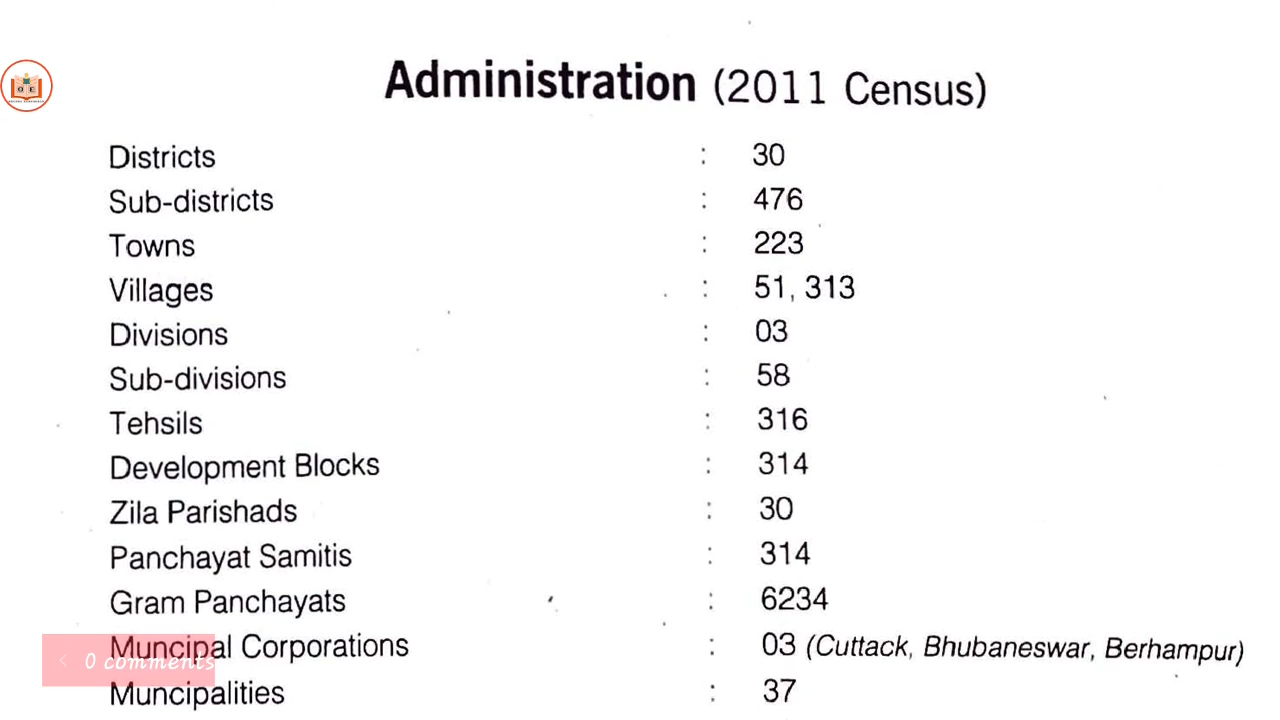 Administration (2011 Census)
Districts : 30
Sub-districts : 476
Towns : 223
Villages : 51, 313
Divisions : 03
Sub-divisions : 58
Tehsils : 316
Development Blocks : 314
Zila Parishads : 30
Panchayat Samitis : 314
Gram Panchayats : 6234
Muncipal Corporations : 03 (Cuttack, Bhubaneswar, Berhampur)
< 0 comments
Muncipalities : 37